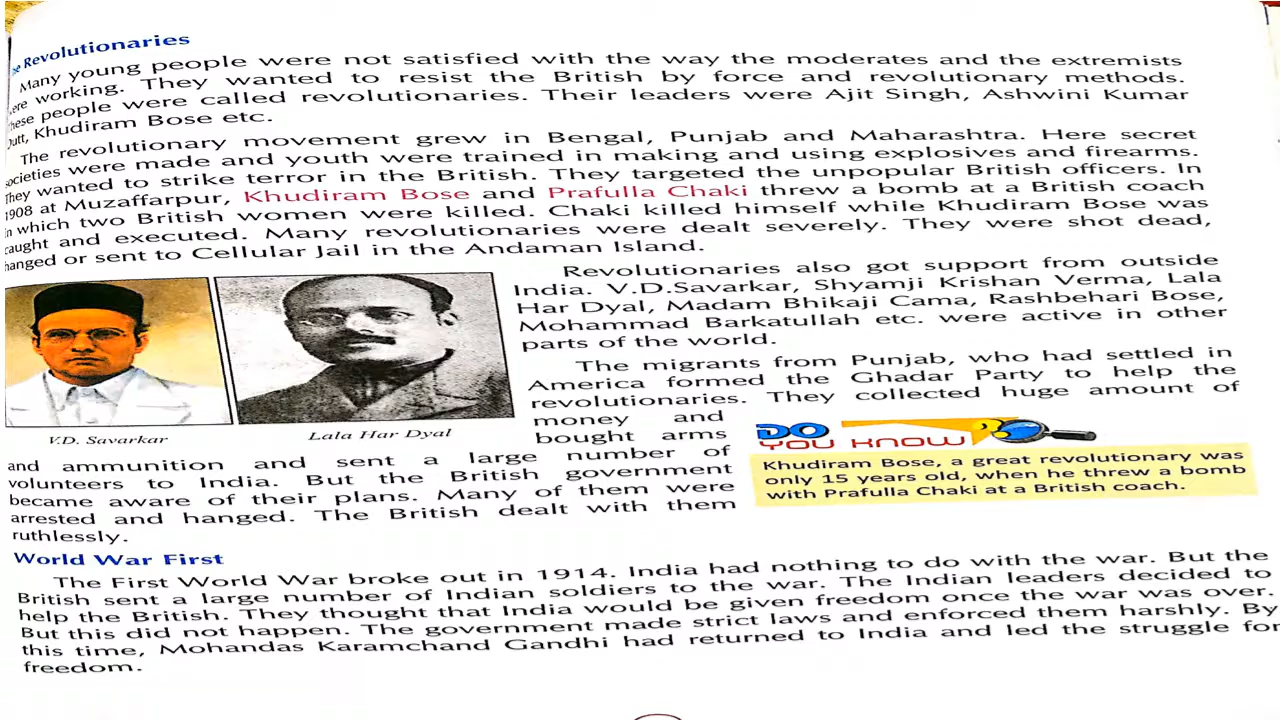 Revolutionaries
Many young people were not satisfied with the way the moderates and the extremists
were working. They wanted to resist the British by force and revolutionary methods.
These people were called revolutionaries. Their leaders were Ajit Singh, Ashwini Kumar
Dutt, Khudiram Bose etc.
The revolutionary movement grew in Bengal, Punjab and Maharashtra. Here secret
societies were made and youth were trained in making and using explosives and firearms.
They wanted to strike terror in the British. They targeted the unpopular British officers. In
1908 at Muzaffarpur, Khudiram Bose and Prafulla Chaki threw a bomb at a British coach
in which two British women were killed. Chaki killed himself while Khudiram Bose was
caught and executed. Many revolutionaries were dealt severely. They were shot dead,
hanged or sent to Cellular Jail in the Andaman Island.
Revolutionaries also got support from outside
India. V.D.Savarkar, Shyamji Krishan Verma, Lala
Har Dyal, Madam Bhikaji Cama, Rashbehari Bose,
Mohammad Barkatullah etc. were active in other
parts of the world.
V.D. Savarkar
Lala Har Dyal
The migrants from Punjab, who had settled in
America formed the Ghadar Party to help the
revolutionaries. They collected huge amount of
money and
bought arms
and ammunition and sent a large number of
volunteers to India. But the British government
became aware of their plans. Many of them were
arrested and hanged. The British dealt with them
ruthlessly.
DO
YOU KNOW
Khudiram Bose, a great revolutionary was
only 15 years old, when he threw a bomb
with Prafulla Chaki at a British coach.
World War First
The First World War broke out in 1914. India had nothing to do with the war. But the
British sent a large number of Indian soldiers to the war. The Indian leaders decided to
help the British. They thought that India would be given freedom once the war was over.
But this did not happen. The government made strict laws and enforced them harshly. By
this time, Mohandas Karamchand Gandhi had returned to India and led the struggle for
freedom.